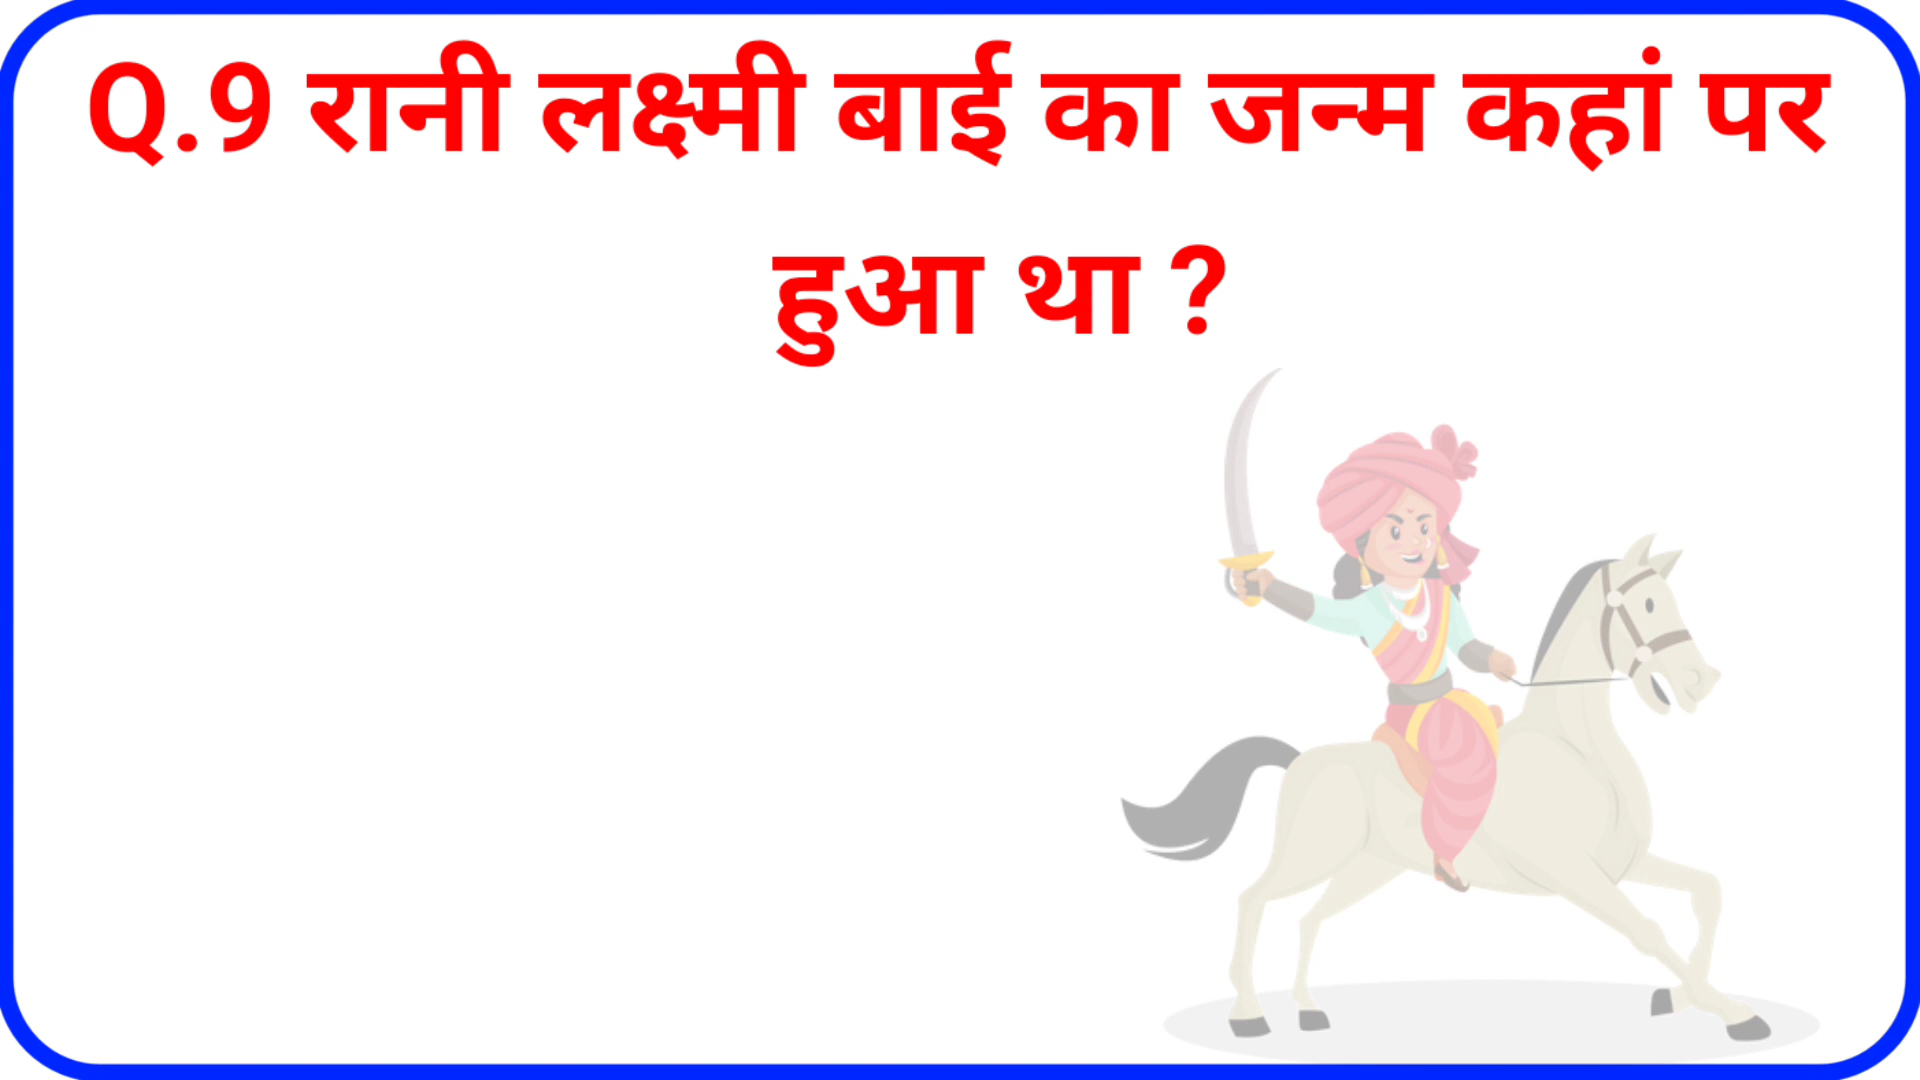 Q.9 रानी लक्ष्मी बाई का जन्म कहां पर
हुआ था ?